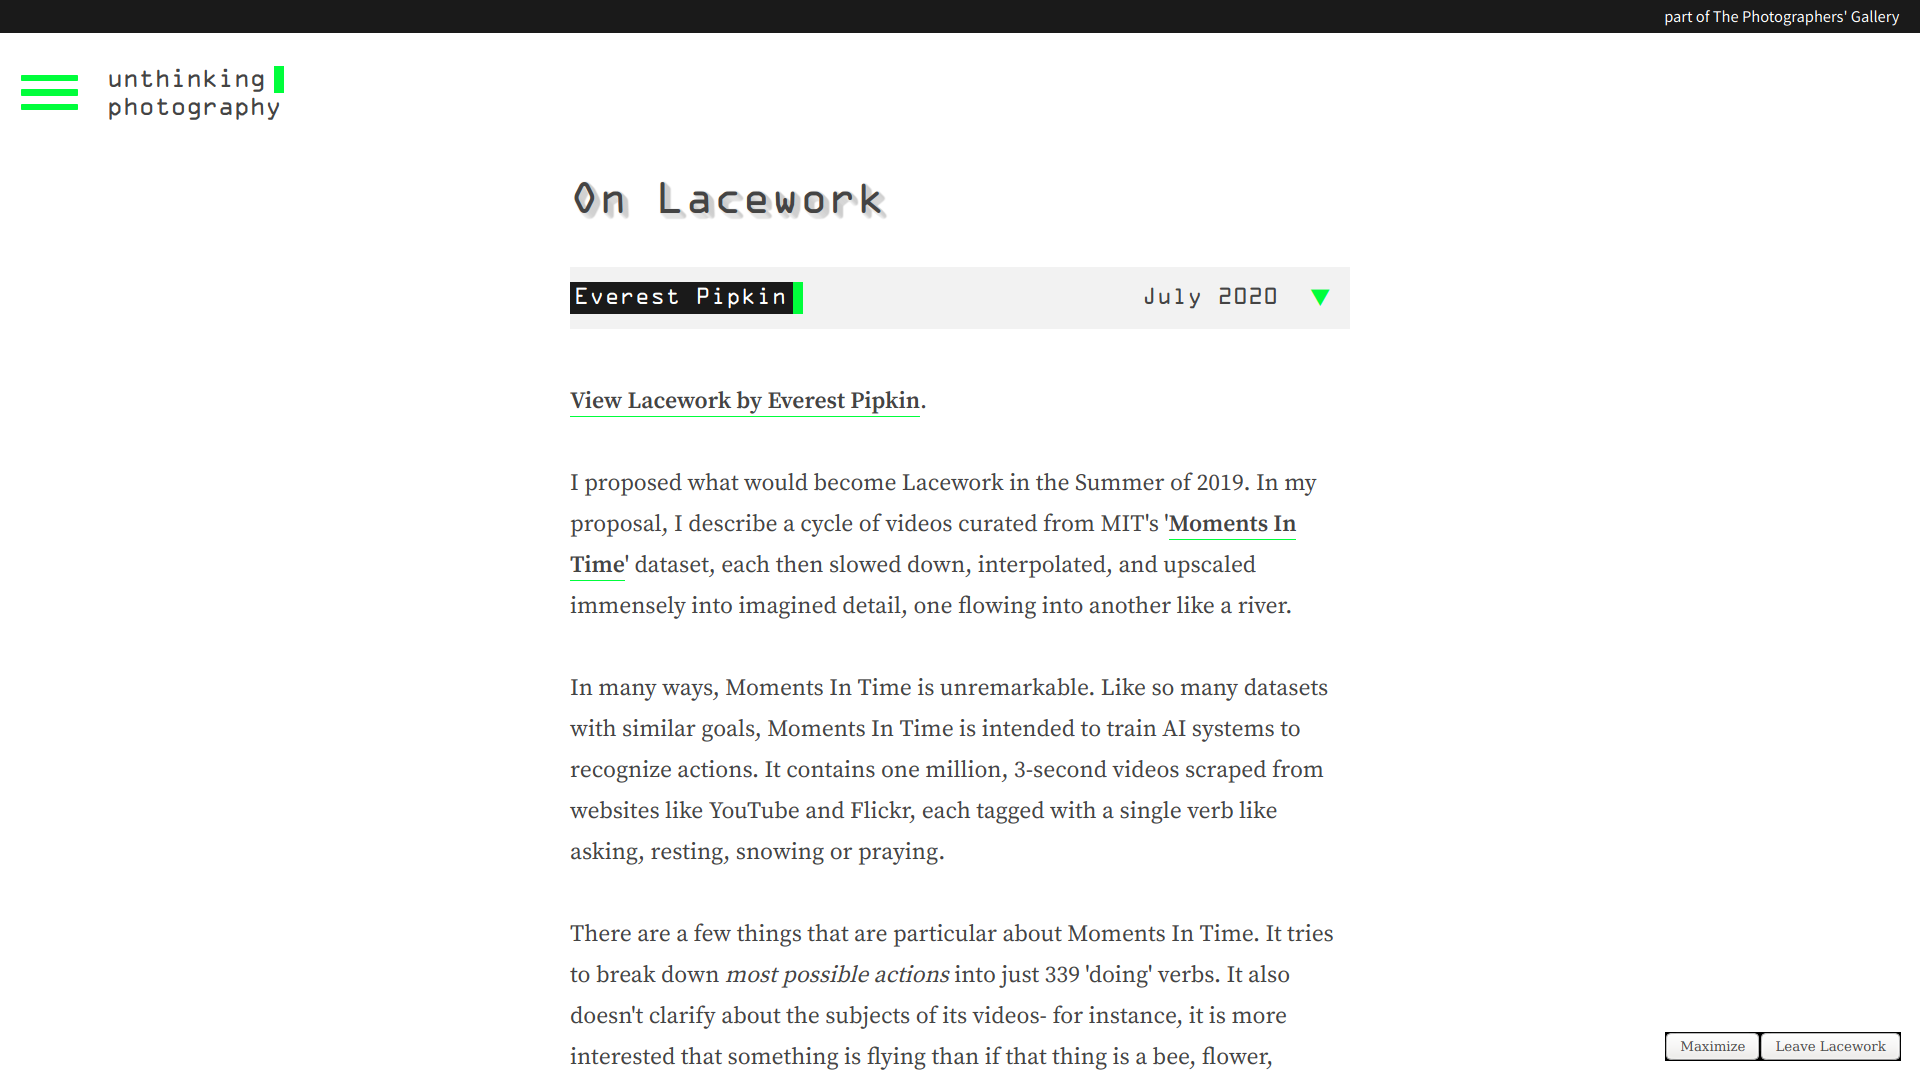 part of The Photographers' Gallery
unthinking
photography
On Lacework
Everest Pipkin
July 2020
View Lacework by Everest Pipkin.
I proposed what would become Lacework in the Summer of 2019. In my
proposal, I describe a cycle of videos curated from MIT's 'Moments In
Time' dataset, each then slowed down, interpolated, and upscaled
immensely into imagined detail, one flowing into another like a river.
In many ways, Moments In Time is unremarkable. Like so many datasets
with similar goals, Moments In Time is intended to train AI systems to
recognize actions. It contains one million, 3-second videos scraped from
websites like YouTube and Flickr, each tagged with a single verb like
asking, resting, snowing or praying.
There are a few things that are particular about Moments In Time. It tries
to break down most possible actions into just 339 'doing' verbs. It also
doesn't clarify about the subjects of its videos- for instance, it is more
interested that something is flying than if that thing is a bee, flower,
Maximize
Leave Lacework